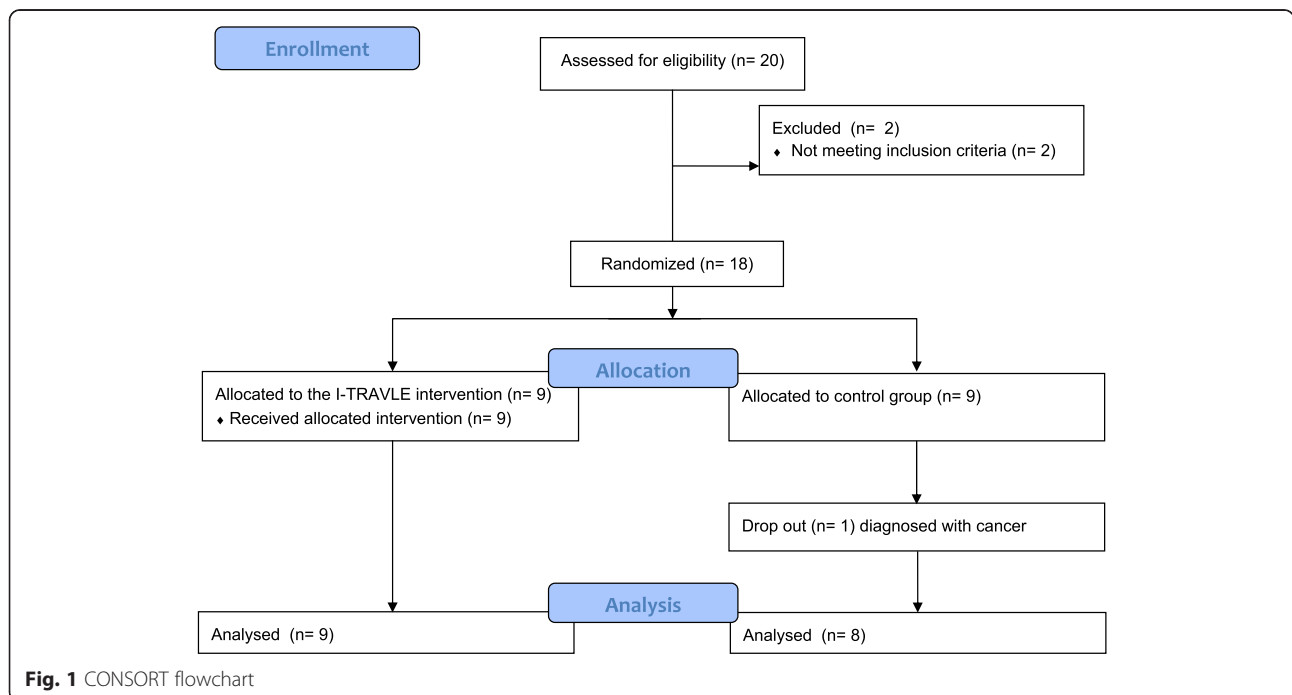 Enrollment
Assessed for eligibility (n= 20)
Excluded (n= 2)
♦ Not meeting inclusion criteria (n= 2)
Randomized (n= 18)
Allocation
Allocated to the I-TRAVLE intervention (n= 9)
♦ Received allocated intervention (n= 9)
Allocated to control group (n= 9)
Drop out (n= 1) diagnosed with cancer
Analysis
Analysed (n= 9)
Analysed (n= 8)
Fig. 1 CONSORT flowchart